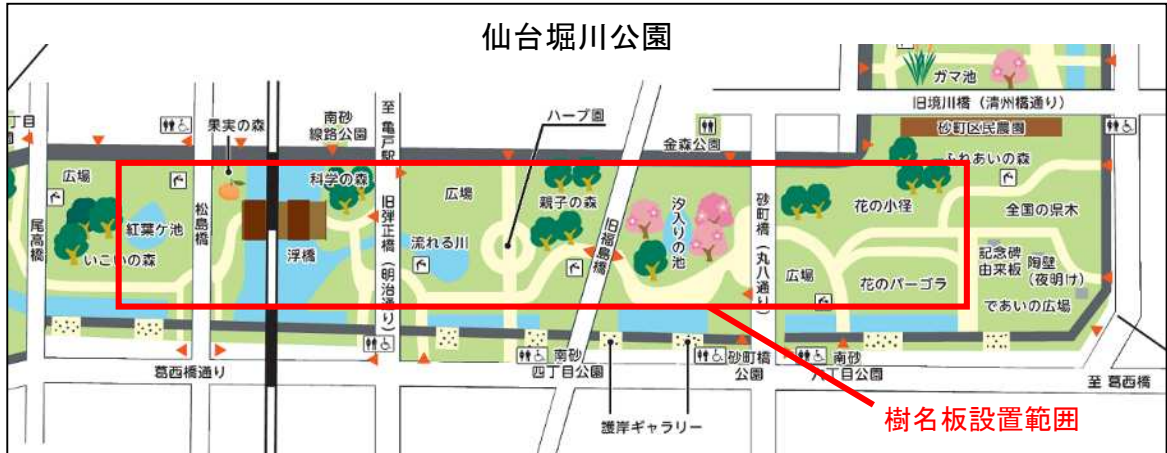 仙台堀川公園
ガマ池
旧境川橋（清州橋通り）
砂町区民農園
ふれあいの森
全国の県木
記念碑
由来板
陶壁
（夜明け）
であいの広場
至 葛西橋
丁目
広場
尾高橋
紅葉ケ池
いこいの森
松島橋
果実の森
南砂
線路公園
科学の森
浮橋
至 亀戸駅
旧弾正橋（明治通り）
広場
流れる川
ハーブ園
親子の森
旧福島橋
金森公園
汐入りの池
砂町橋（丸八通り）
花の小径
広場
花のパーゴラ
葛西橋通り
南砂
四丁目公園
護岸ギャラリー
砂町橋
公園
南砂
丁目公園
樹名板設置範囲